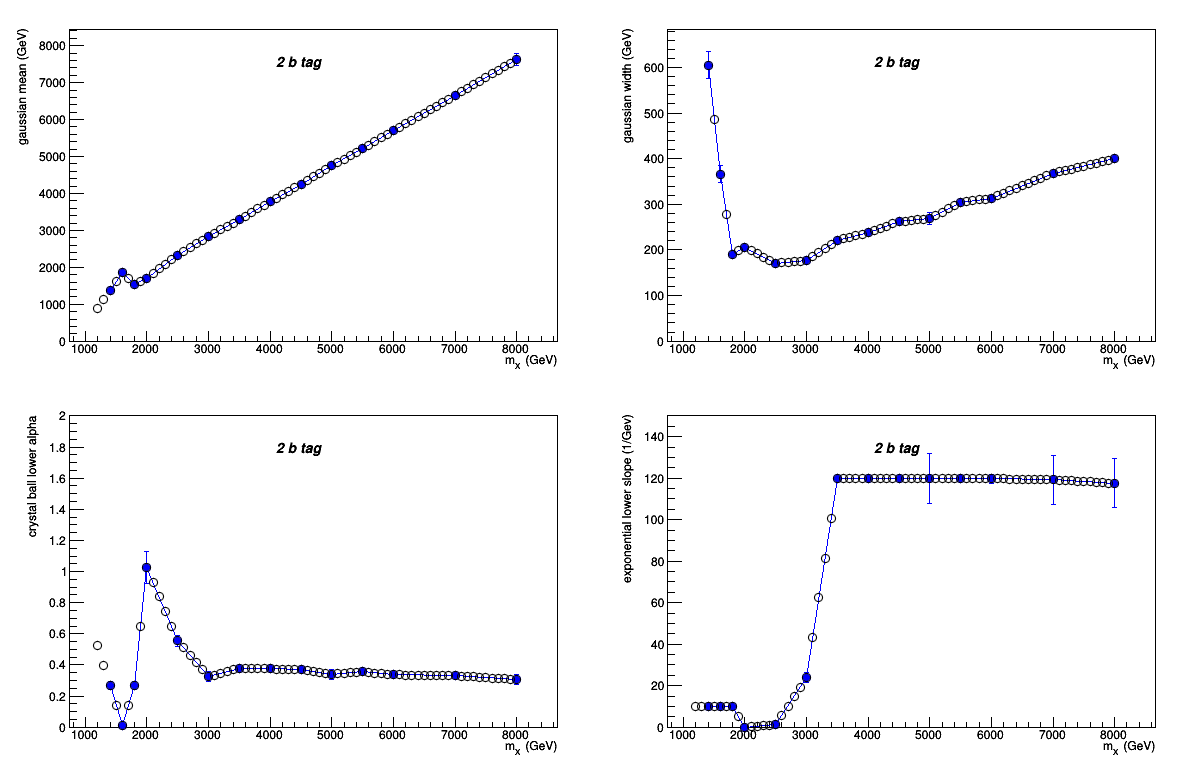 gaussian mean (GeV)
2 b tag
8000
7000
6000
5000
4000
3000
2000
1000
0
1000 2000 3000 4000 5000 6000 7000 8000
mx (GeV)
gaussian width (GeV)
2 b tag
600
500
400
300
200
100
0
1000 2000 3000 4000 5000 6000 7000 8000
mx (GeV)
crystal ball lower alpha
2 b tag
2
1.8
1.6
1.4
1.2
1
0.8
0.6
0.4
0.2
0
1000 2000 3000 4000 5000 6000 7000 8000
mx (GeV)
exponential lower slope (1/Gev)
2 b tag
140
120
100
80
60
40
20
0
1000 2000 3000 4000 5000 6000 7000 8000
mx (GeV)